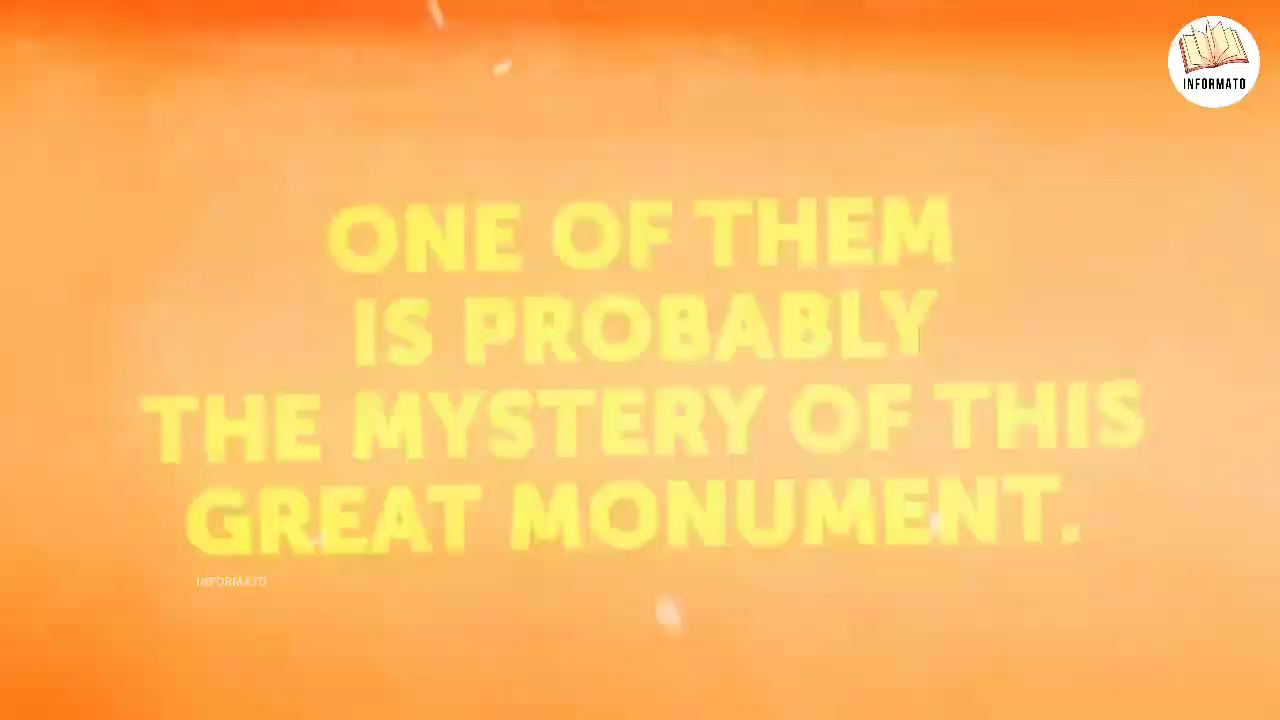 INFORMATO
ONE OF THEM
IS PROBABLY
THE MYSTERY OF THIS
GREAT MONUMENT.
INFORMATO